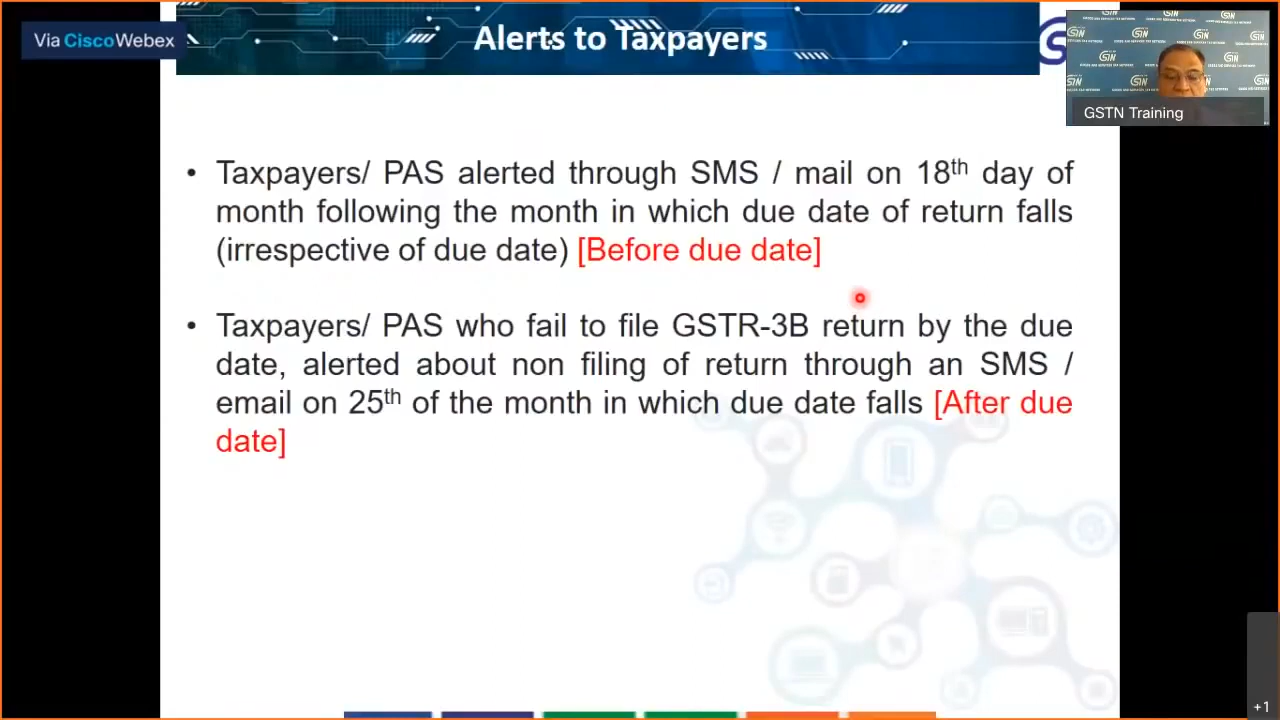 Via CiscoWebex
Alerts to Taxpayers
GSTN Training
• Taxpayers/ PAS alerted through SMS / mail on 18th day of
month following the month in which due date of return falls
(irrespective of due date) [Before due date]
• Taxpayers/ PAS who fail to file GSTR-3B return by the due
date, alerted about non filing of return through an SMS /
email on 25th of the month in which due date falls [After due
date]
+1